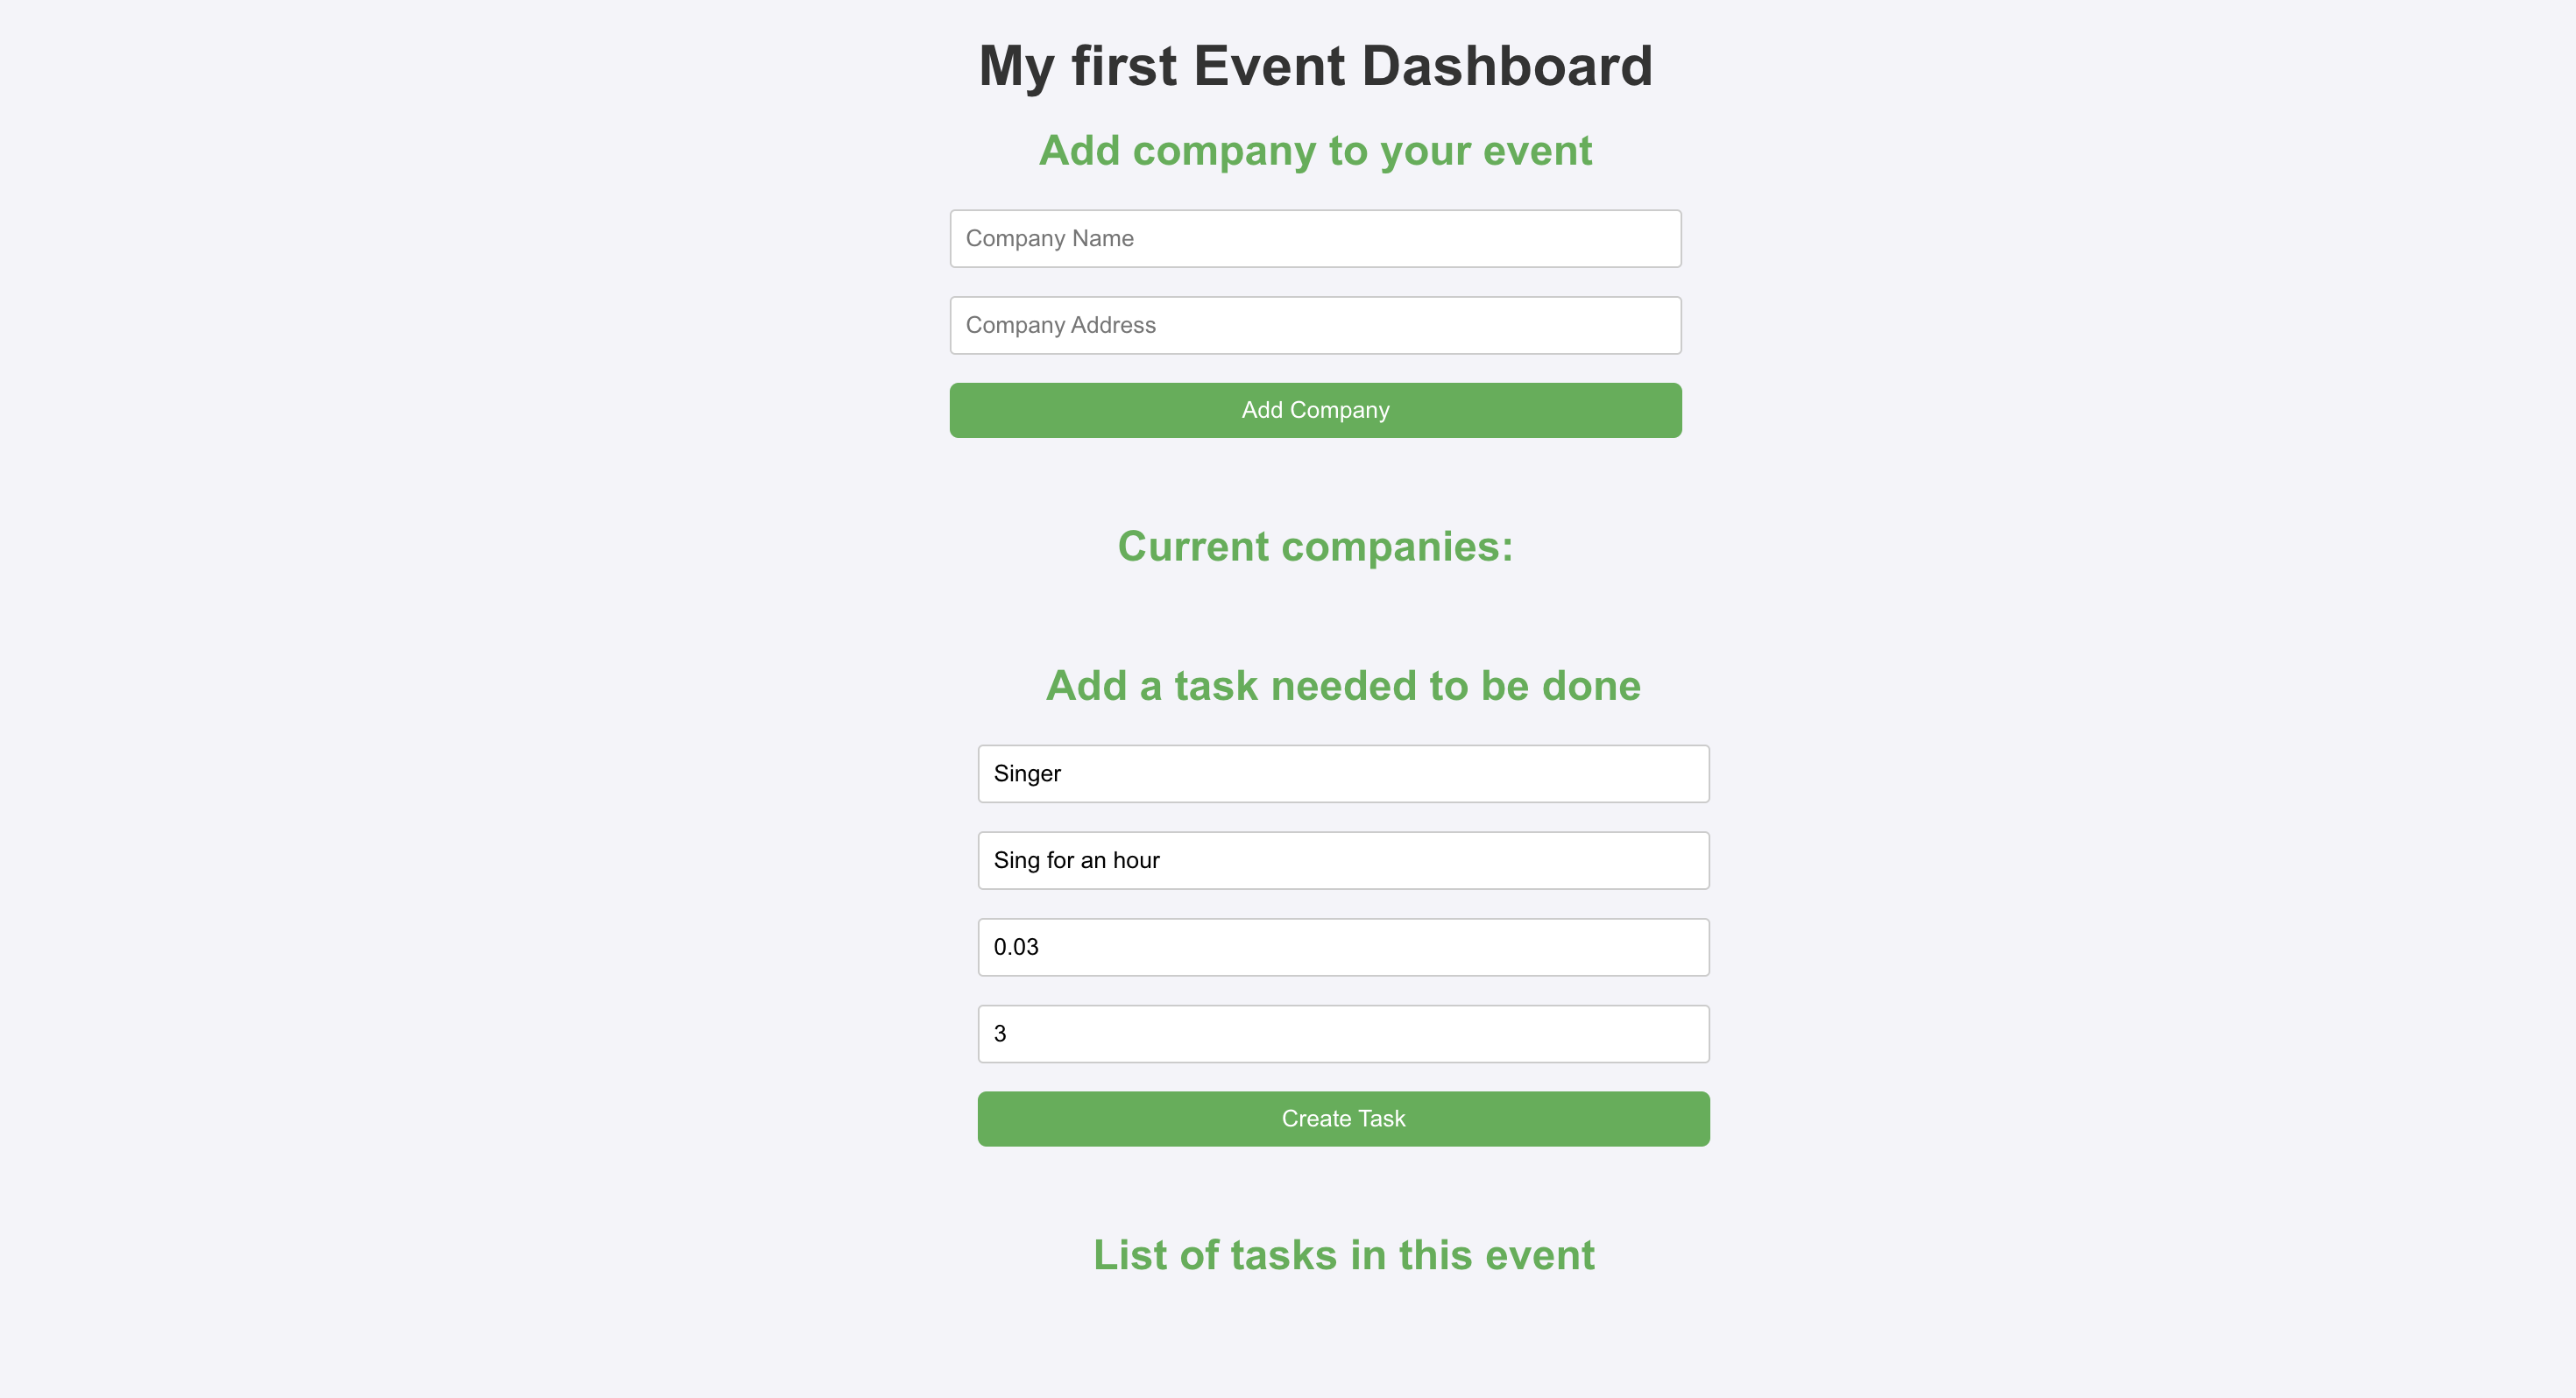 My first Event Dashboard
Add company to your event
Company Name
Company Address
Add Company
Current companies:
Add a task needed to be done
Singer
Sing for an hour
0.03
3
Create Task
List of tasks in this event